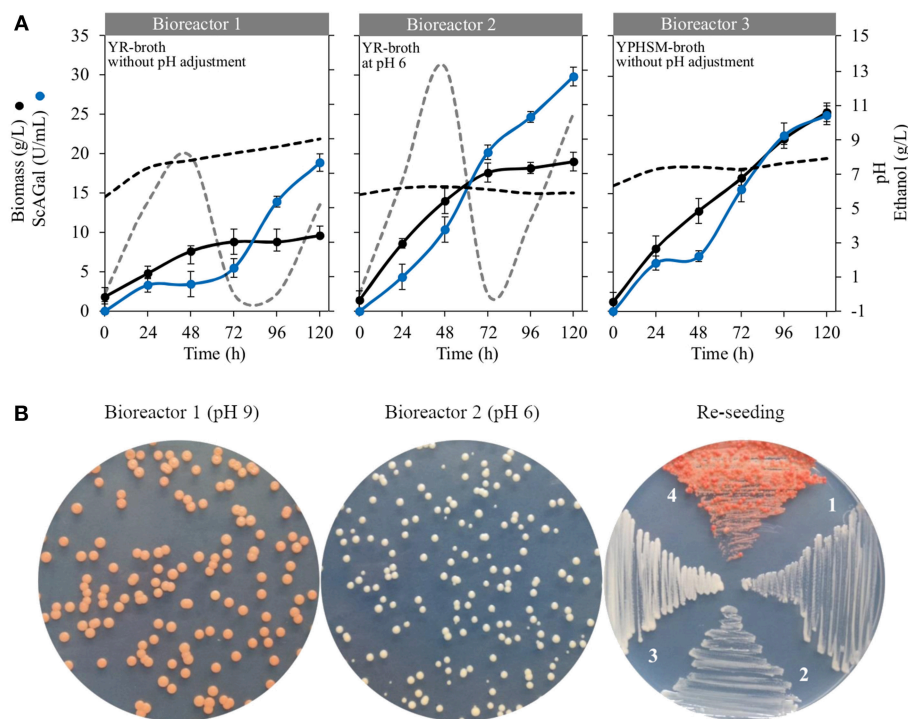 A
Bioreactor 1
Bioreactor 2
Bioreactor 3
YR-broth
without pH adjustment
YR-broth
at pH 6
YPHSM-broth
without pH adjustment
Biomass (g/L)
ScAGal (U/mL)
35
30
25
20
15
10
5
0
15
13
11
9
7
5
3
1
-1
pH
Ethanol (g/L)
0 24 48 72 96 120
0 24 48 72 96 120
0 24 48 72 96 120
Time (h)
Time (h)
Time (h)
B
Bioreactor 1 (pH 9)
Bioreactor 2 (pH 6)
Re-seeding
4
1
3
2